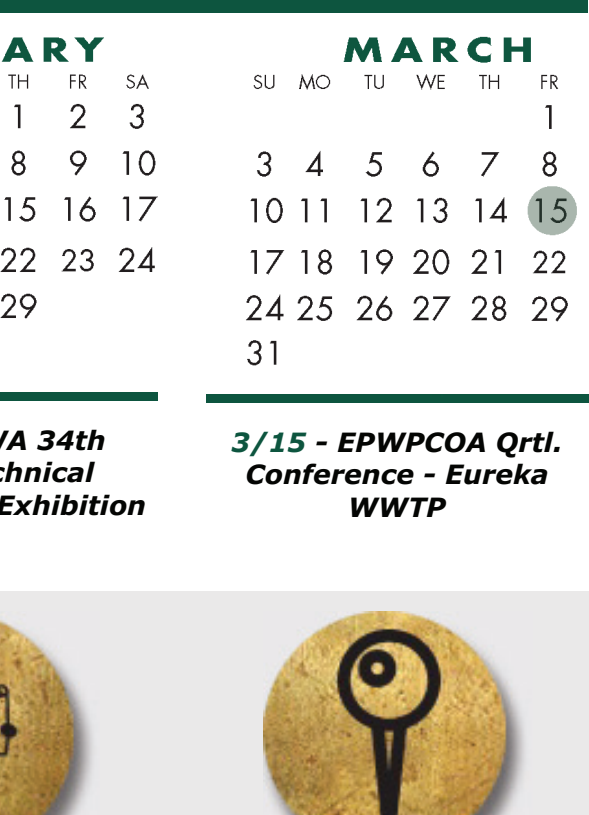 ARY
TH FR SA
1 2 3
8 9 10
15 16 17
22 23 24
29
MARCH
SU MO TU WE TH FR
1
3 4 5 6 7 8
10 11 12 13 14 15
17 18 19 20 21 22
24 25 26 27 28 29
31
34th
Exhibition
3/15 - EPWPCOA Qrtl.
Conference - Eureka
WWTP